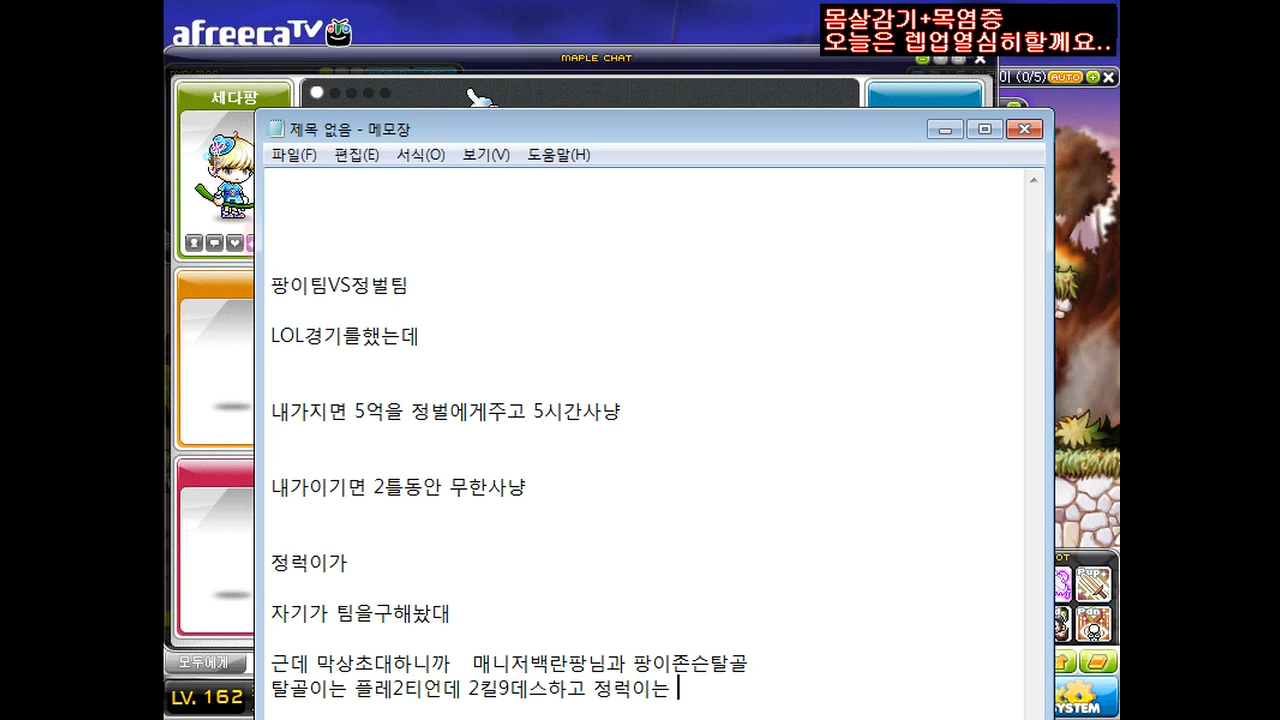 afreecaTV
몸살감기+목염증
오늘은 렙업열심히할께요..
MAPLE CHAT
이 (0/5) AUTO
세다팡
제목 없음 - 메모장
파일(F) 편집(E) 서식(O) 보기(V) 도움말(H)
팡이팀VS정벌팀
LOL경기를했는데
내가지면 5억을 정벌에게주고 5시간사냥
내가이기면 2틀동안 무한사냥
정럭이가
자기가 팀을구해놨대
근데 막상초대하니까 매니저백란팡님과 팡이존슨탈골
탈골이는 플레2티언데 2킬9데스하고 정럭이는
모두에게
LV. 162
Pup
Pdn
SYSTEM